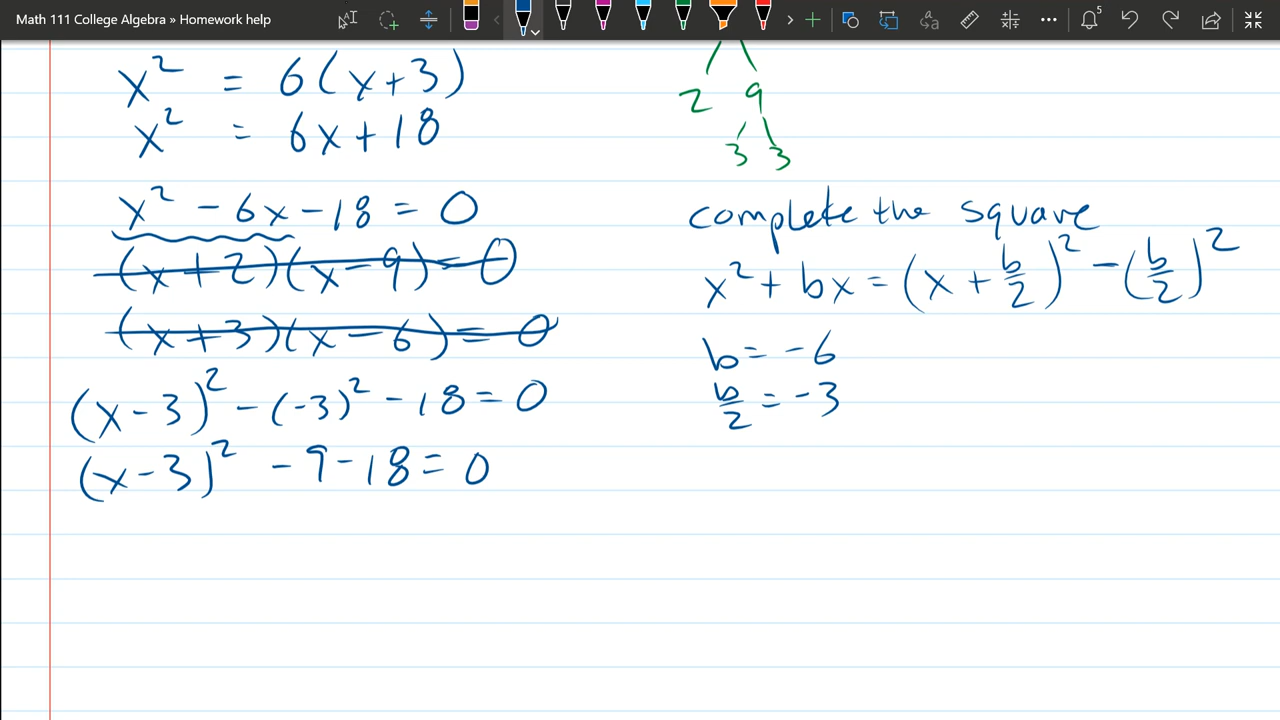 Math 111 College Algebra » Homework help
5
x² = 6(x+3)
x² = 6x+18
x² - 6x - 18 = 0
(x+2)(x-9) = 0
(x+3)(x-6) = 0
(x-3)² - (-3)² - 18 = 0
(x-3)² - 9 - 18 = 0
2 9
3 3
complete the square
x² + bx = (x + b/2)² - (b/2)²
b = -6
b/2 = -3